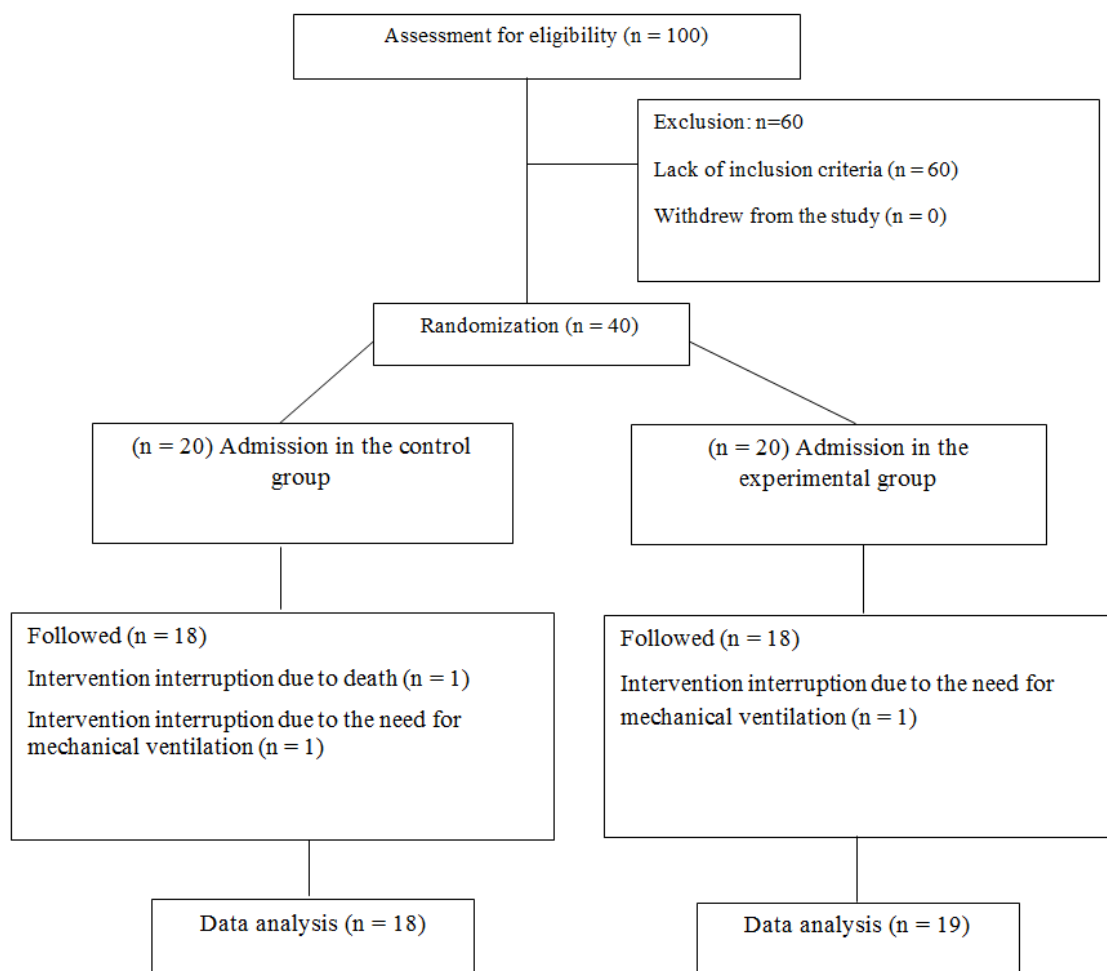 Assessment for eligibility (n = 100)
Exclusion: n=60
Lack of inclusion criteria (n = 60)
Withdrew from the study (n = 0)
Randomization (n = 40)
(n = 20) Admission in the control
group
(n = 20) Admission in the
experimental group
Followed (n = 18)
Intervention interruption due to death (n = 1)
Intervention interruption due to the need for
mechanical ventilation (n = 1)
Followed (n = 18)
Intervention interruption due to the need for
mechanical ventilation (n = 1)
Data analysis (n = 18)
Data analysis (n = 19)